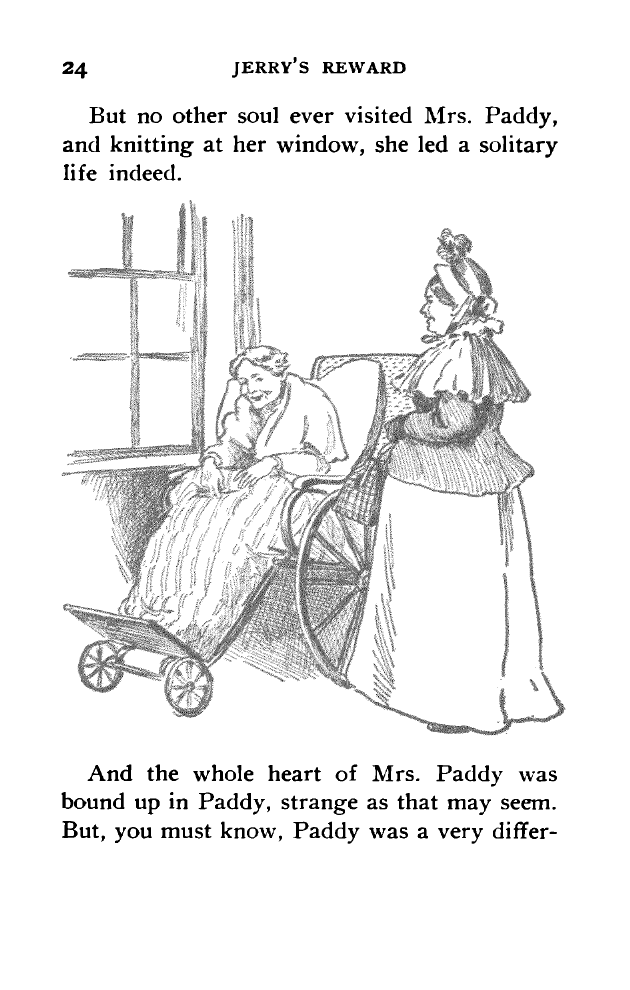 24
JERRY'S REWARD
But no other soul ever visited Mrs. Paddy,
and knitting at her window, she led a solitary
life indeed.
And the whole heart of Mrs. Paddy was
bound up in Paddy, strange as that may seem.
But, you must know, Paddy was a very differ-